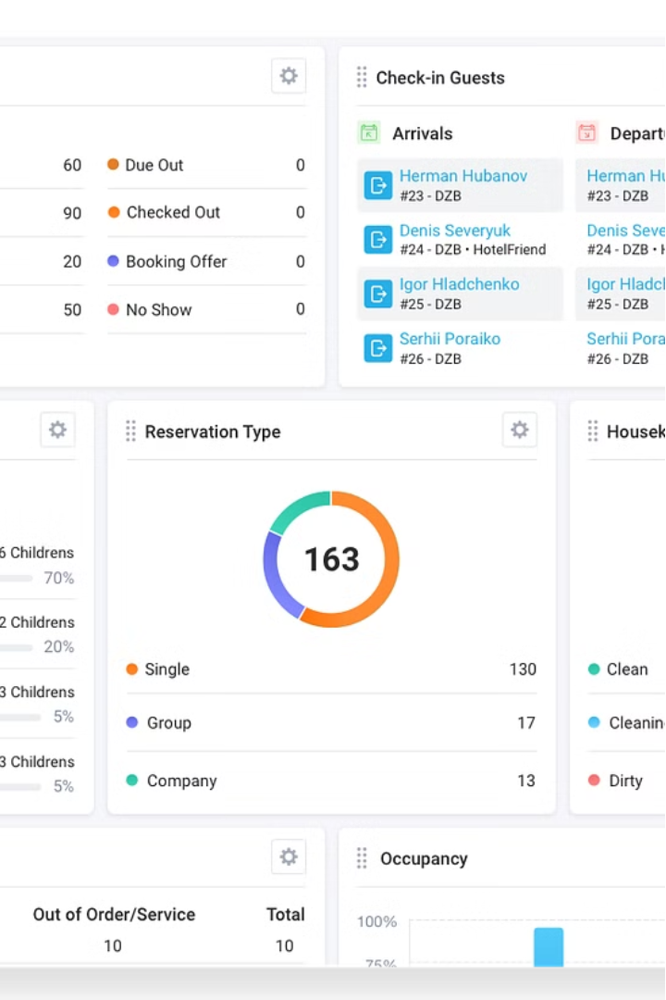 Check-in Guests
Arrivals
Depart
60
Due Out
0
90
Checked Out
0
20
Booking Offer
0
50
No Show
0
Herman Hubanov
#23 - DZB
Denis Severyuk
#24 - DZB • HotelFriend
Igor Hladchenko
#25 - DZB
Serhii Poraiko
#26 - DZB
Herman Hu
#23 - DZB
Denis Seve
#24 - DZB • H
Igor Hladch
#25 - DZB
Serhii Pora
#26 - DZB
6 Childrens
70%
2 Childrens
20%
3 Childrens
5%
3 Childrens
5%
Reservation Type
163
Single
130
Group
17
Company
13
Housek
Clean
Cleanin
Dirty
Out of Order/Service
Total
10
10
Occupancy
100%
75%